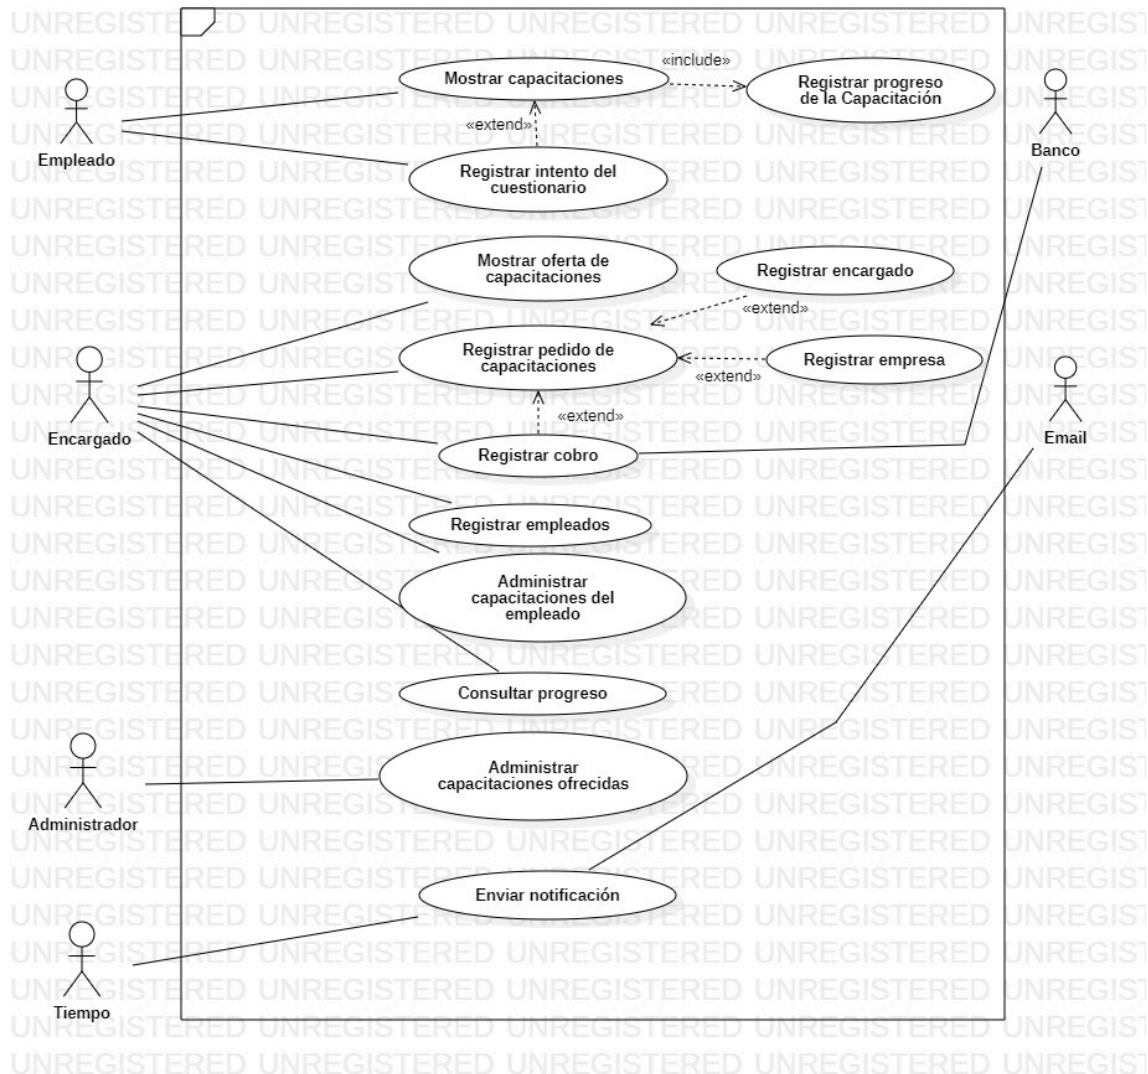 «include»
Mostrar capacitaciones
Registrar progreso
de la Capacitación
Empleado
Banco
«extend»
Registrar intento del
cuestionario
Mostrar oferta de
capacitaciones
Registrar encargado
«extend»
Registrar pedido de
capacitaciones
Registrar empresa
«extend»
Encargado
«extend»
Email
Registrar cobro
Registrar empleados
Administrar
capacitaciones del
empleado
Consultar progreso
Administrar
capacitaciones ofrecidas
Administrador
Enviar notificación
Tiempo
UNREGISTERED